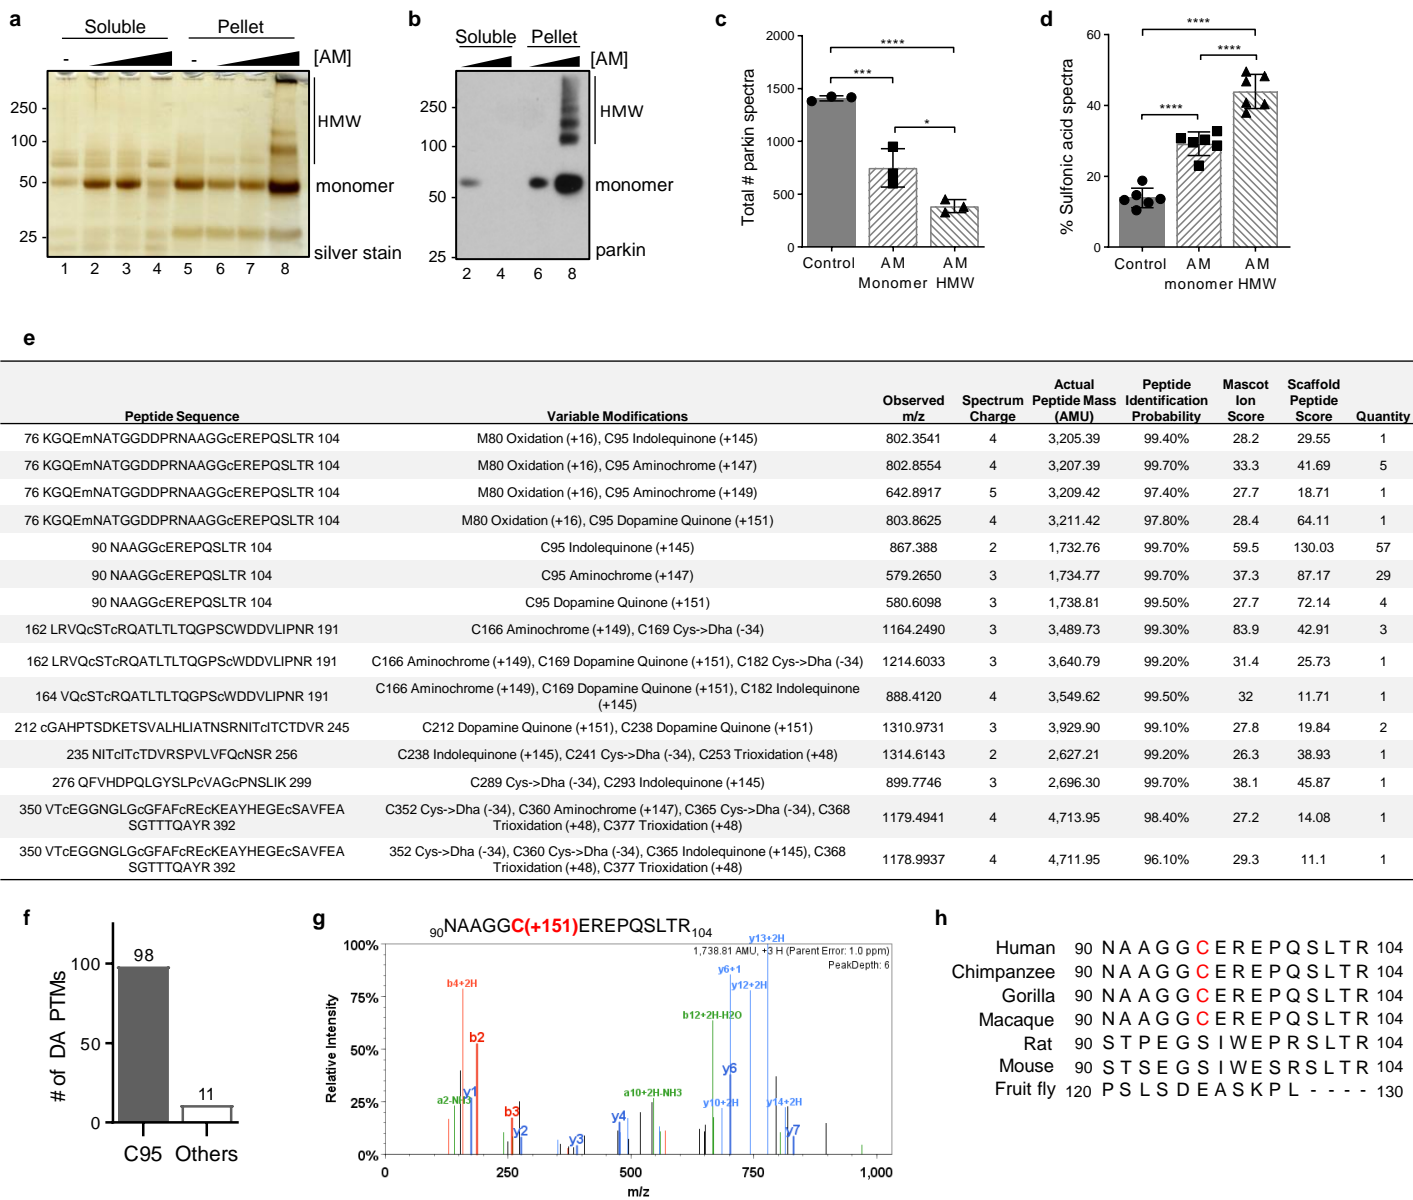 a
Soluble Pellet
- - [AM]
250
100
50
25
HMW
monomer
silver stain
1 2 3 4 5 6 7 8
b
Soluble Pellet
[AM]
250
100
50
25
HMW
monomer
parkin
2 4 6 8
c
Total # parkin spectra
2000
1500
1000
500
0
****
***
*
Control AM Monomer AM HMW
d
% Sulfonic acid spectra
60
40
20
0
****
****
****
Control AM monomer AM HMW
e
Peptide Sequence Variable Modifications Observed m/z Spectrum Charge Actual Peptide Mass (AMU) Peptide Identification Probability Mascot Ion Score Scaffold Peptide Score Quantity
76 KGQEmNATGGDDPRNAAGGcEREPQSLTR 104 M80 Oxidation (+16), C95 Indolequinone (+145) 802.3541 4 3,205.39 99.40% 28.2 29.55 1
76 KGQEmNATGGDDPRNAAGGcEREPQSLTR 104 M80 Oxidation (+16), C95 Aminochrome (+147) 802.8554 4 3,207.39 99.70% 33.3 41.69 5
76 KGQEmNATGGDDPRNAAGGcEREPQSLTR 104 M80 Oxidation (+16), C95 Aminochrome (+149) 642.8917 5 3,209.42 97.40% 27.7 18.71 1
76 KGQEmNATGGDDPRNAAGGcEREPQSLTR 104 M80 Oxidation (+16), C95 Dopamine Quinone (+151) 803.8625 4 3,211.42 97.80% 28.4 64.11 1
90 NAAGGcEREPQSLTR 104 C95 Indolequinone (+145) 867.388 2 1,732.76 99.70% 59.5 130.03 57
90 NAAGGcEREPQSLTR 104 C95 Aminochrome (+147) 579.2650 3 1,734.77 99.70% 37.3 87.17 29
90 NAAGGcEREPQSLTR 104 C95 Dopamine Quinone (+151) 580.6098 3 1,738.81 99.50% 27.7 72.14 4
162 LRVQcSTcRQATLTLTQGPSCWDDVLIPNR 191 C166 Aminochrome (+149), C169 Cys->Dha (-34) 1164.2490 3 3,489.73 99.30% 83.9 42.91 3
162 LRVQcSTcRQATLTLTQGPScWDDVLIPNR 191 C166 Aminochrome (+149), C169 Dopamine Quinone (+151), C182 Cys->Dha (-34) 1214.6033 3 3,640.79 99.20% 31.4 25.73 1
164 VQcSTcRQATLTLTQGPScWDDVLIPNR 191 C166 Aminochrome (+149), C169 Dopamine Quinone (+151), C182 Indolequinone (+145) 888.4120 4 3,549.62 99.50% 32 11.71 1
212 cGAHPTSDKETSVALHLIATNSRNITcITCTDVR 245 C212 Dopamine Quinone (+151), C238 Dopamine Quinone (+151) 1310.9731 3 3,929.90 99.10% 27.8 19.84 2
235 NITcITcTDVRSPVLVFQcNSR 256 C238 Indolequinone (+145), C241 Cys->Dha (-34), C253 Trioxidation (+48) 1314.6143 2 2,627.21 99.20% 26.3 38.93 1
276 QFVHDPQLGYSLPcVAGcPNSLIK 299 C289 Cys->Dha (-34), C293 Indolequinone (+145) 899.7746 3 2,696.30 99.70% 38.1 45.87 1
350 VTcEGGNGLGcGFAFcREcKEAYHEGEcSAVFEA SGTTTQAYR 392 C352 Cys->Dha (-34), C360 Aminochrome (+147), C365 Cys->Dha (-34), C368 Trioxidation (+48), C377 Trioxidation (+48) 1179.4941 4 4,713.95 98.40% 27.2 14.08 1
350 VTcEGGNGLGcGFAFcREcKEAYHEGEcSAVFEA SGTTTQAYR 392 352 Cys->Dha (-34), C360 Cys->Dha (-34), C365 Indolequinone (+145), C368 Trioxidation (+48), C377 Trioxidation (+48) 1178.9937 4 4,711.95 96.10% 29.3 11.1 1
f
# of DA PTMs
100
50
0
98
11
C95 Others
g
90NAAGGC(+151)EREPQSLTR104
1,738.81 AMU, +3 H (Parent Error: 1.0 ppm)
PeakDepth: 6
Relative Intensity
100%
75%
50%
25%
0%
y13+2H
y6+1
b4+2H
y12+2H
b12+2H-H2O
b2
y6
a10+2H-NH3
y1
a2-NH3
y10+2H
y14+2H
b3
y4
y2
y3
y7
0 250 500 750 1,000
m/z
h
Human 90 N A A G G C E R E P Q S L T R 104
Chimpanzee 90 N A A G G C E R E P Q S L T R 104
Gorilla 90 N A A G G C E R E P Q S L T R 104
Macaque 90 N A A G G C E R E P Q S L T R 104
Rat 90 S T P E G S I W E P R S L T R 104
Mouse 90 S T S E G S I W E S R S L T R 104
Fruit fly 120 P S L S D E A S K P L - - - - 130